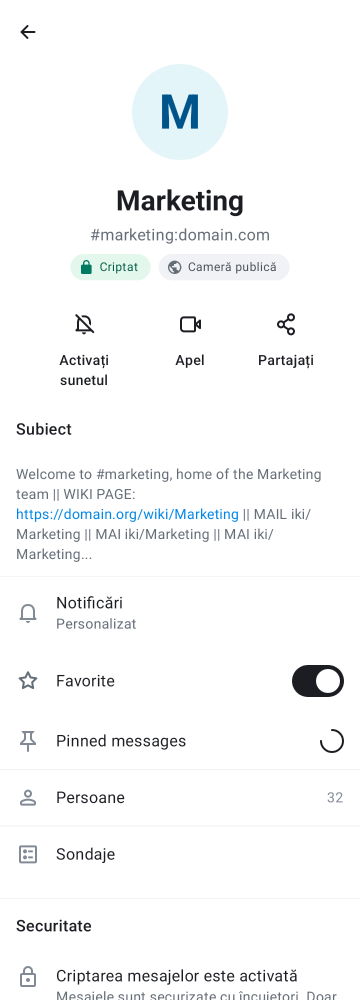 M
Marketing
#marketing:domain.com
Criptat
Cameră publică
Activați
sunetul
Apel
Partajați
Subiect
Welcome to #marketing, home of the Marketing
team || WIKI PAGE:
https://domain.org/wiki/Marketing || MAIL iki/
Marketing || MAI iki/Marketing || MAI iki/
Marketing...
Notificări
Personalizat
Favorite
Pinned messages
Persoane
32
Sondaje
Securitate
Criptarea mesajelor este activată
Mesajele sunt securizate cu încuietori. Doar